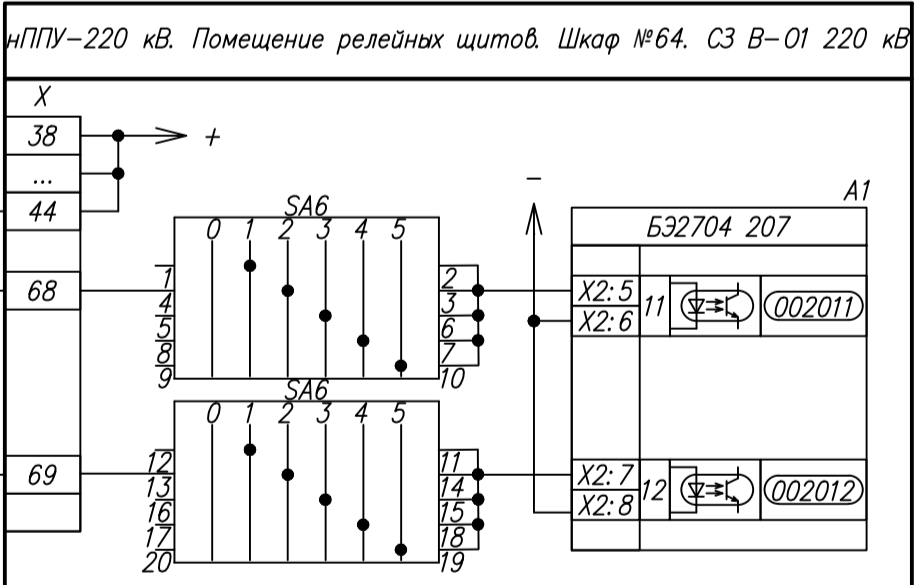 нППУ-220 кВ. Помещение релейных щитов. Шкаф №64. СЗ В-01 220 кВ
X
38
+
...
44
68
69
SA6
0 1 2 3 4 5
1
4
5
8
9
2
3
6
7
10
SA6
0 1 2 3 4 5
12
13
16
17
20
11
14
15
18
19
-
A1
БЭ2704 207
X2:5
X2:6
11
002011
X2:7
X2:8
12
002012